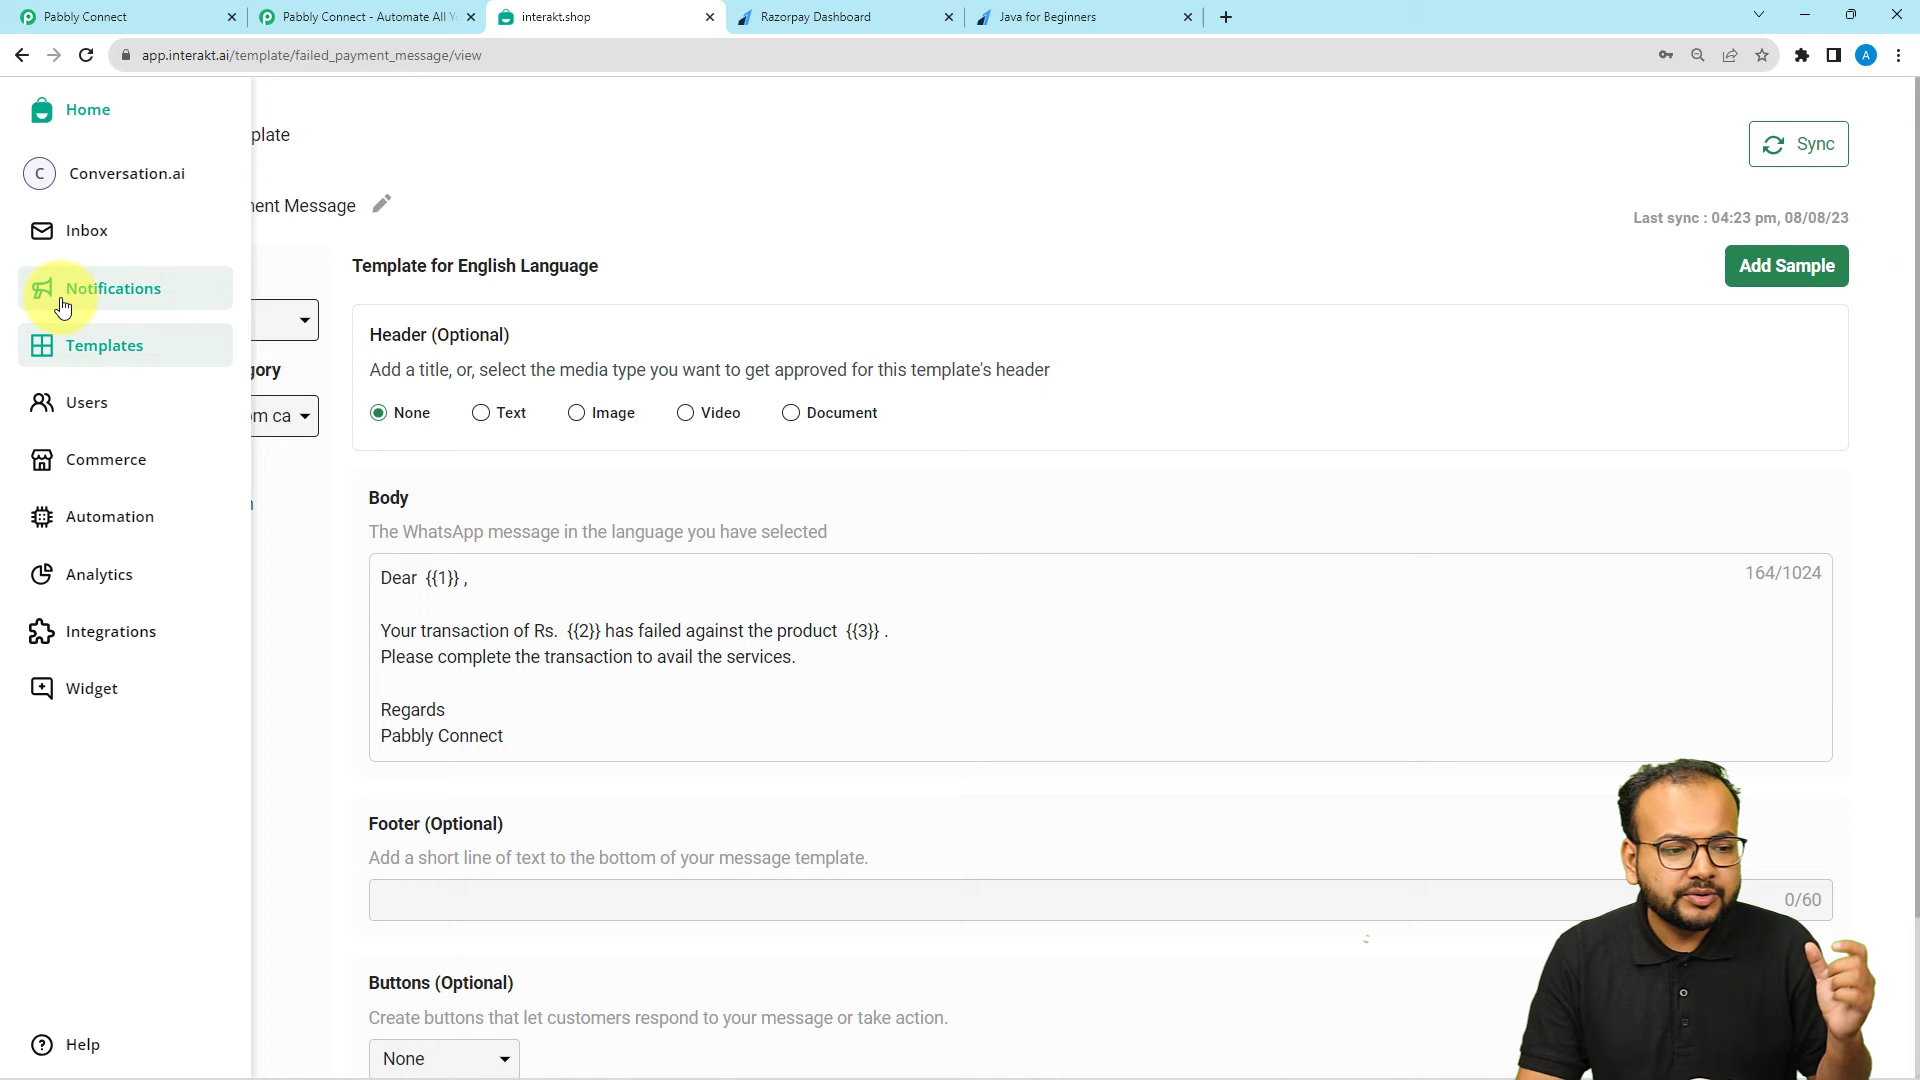 Pabbly Connect
Pabbly Connect - Automate All Y
interakt.shop
Razorpay Dashboard
Java for Beginners
app.interakt.ai/template/failed_payment_message/view
A
Home
C
Conversation.ai
Inbox
Notifications
Templates
Users
Commerce
Automation
Analytics
Integrations
Widget
Help
plate
Sync
ent Message
Last sync : 04:23 pm, 08/08/23
Template for English Language
Add Sample
gory
om ca
Header (Optional)
Add a title, or, select the media type you want to get approved for this template's header
None Text Image Video Document
Body
The WhatsApp message in the language you have selected
164/1024
Dear {{1}} ,
Your transaction of Rs. {{2}} has failed against the product {{3}} .
Please complete the transaction to avail the services.
Regards
Pabbly Connect
Footer (Optional)
Add a short line of text to the bottom of your message template.
0/60
Buttons (Optional)
Create buttons that let customers respond to your message or take action.
None